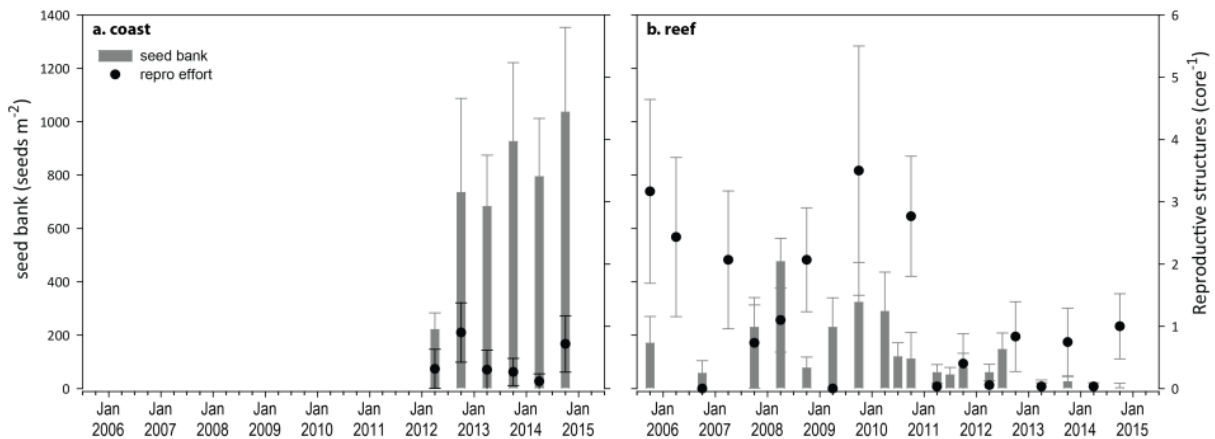 a. coast
seed bank
repro effort
b. reef
seed bank (seeds m-2)
1400
1200
1000
800
600
400
200
0
Reproductive structures (core-1)
6
5
4
3
2
1
0
Jan Jan Jan Jan Jan Jan Jan Jan Jan Jan
2006 2007 2008 2009 2010 2011 2012 2013 2014 2015
Jan Jan Jan Jan Jan Jan Jan Jan Jan Jan
2006 2007 2008 2009 2010 2011 2012 2013 2014 2015